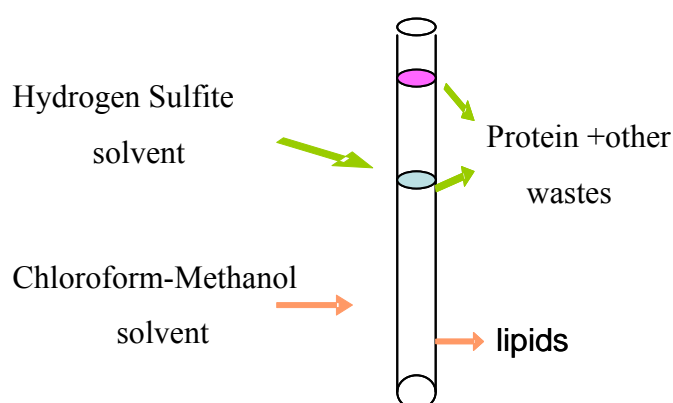 Hydrogen Sulfite
solvent
Protein +other
wastes
Chloroform-Methanol
solvent
lipids